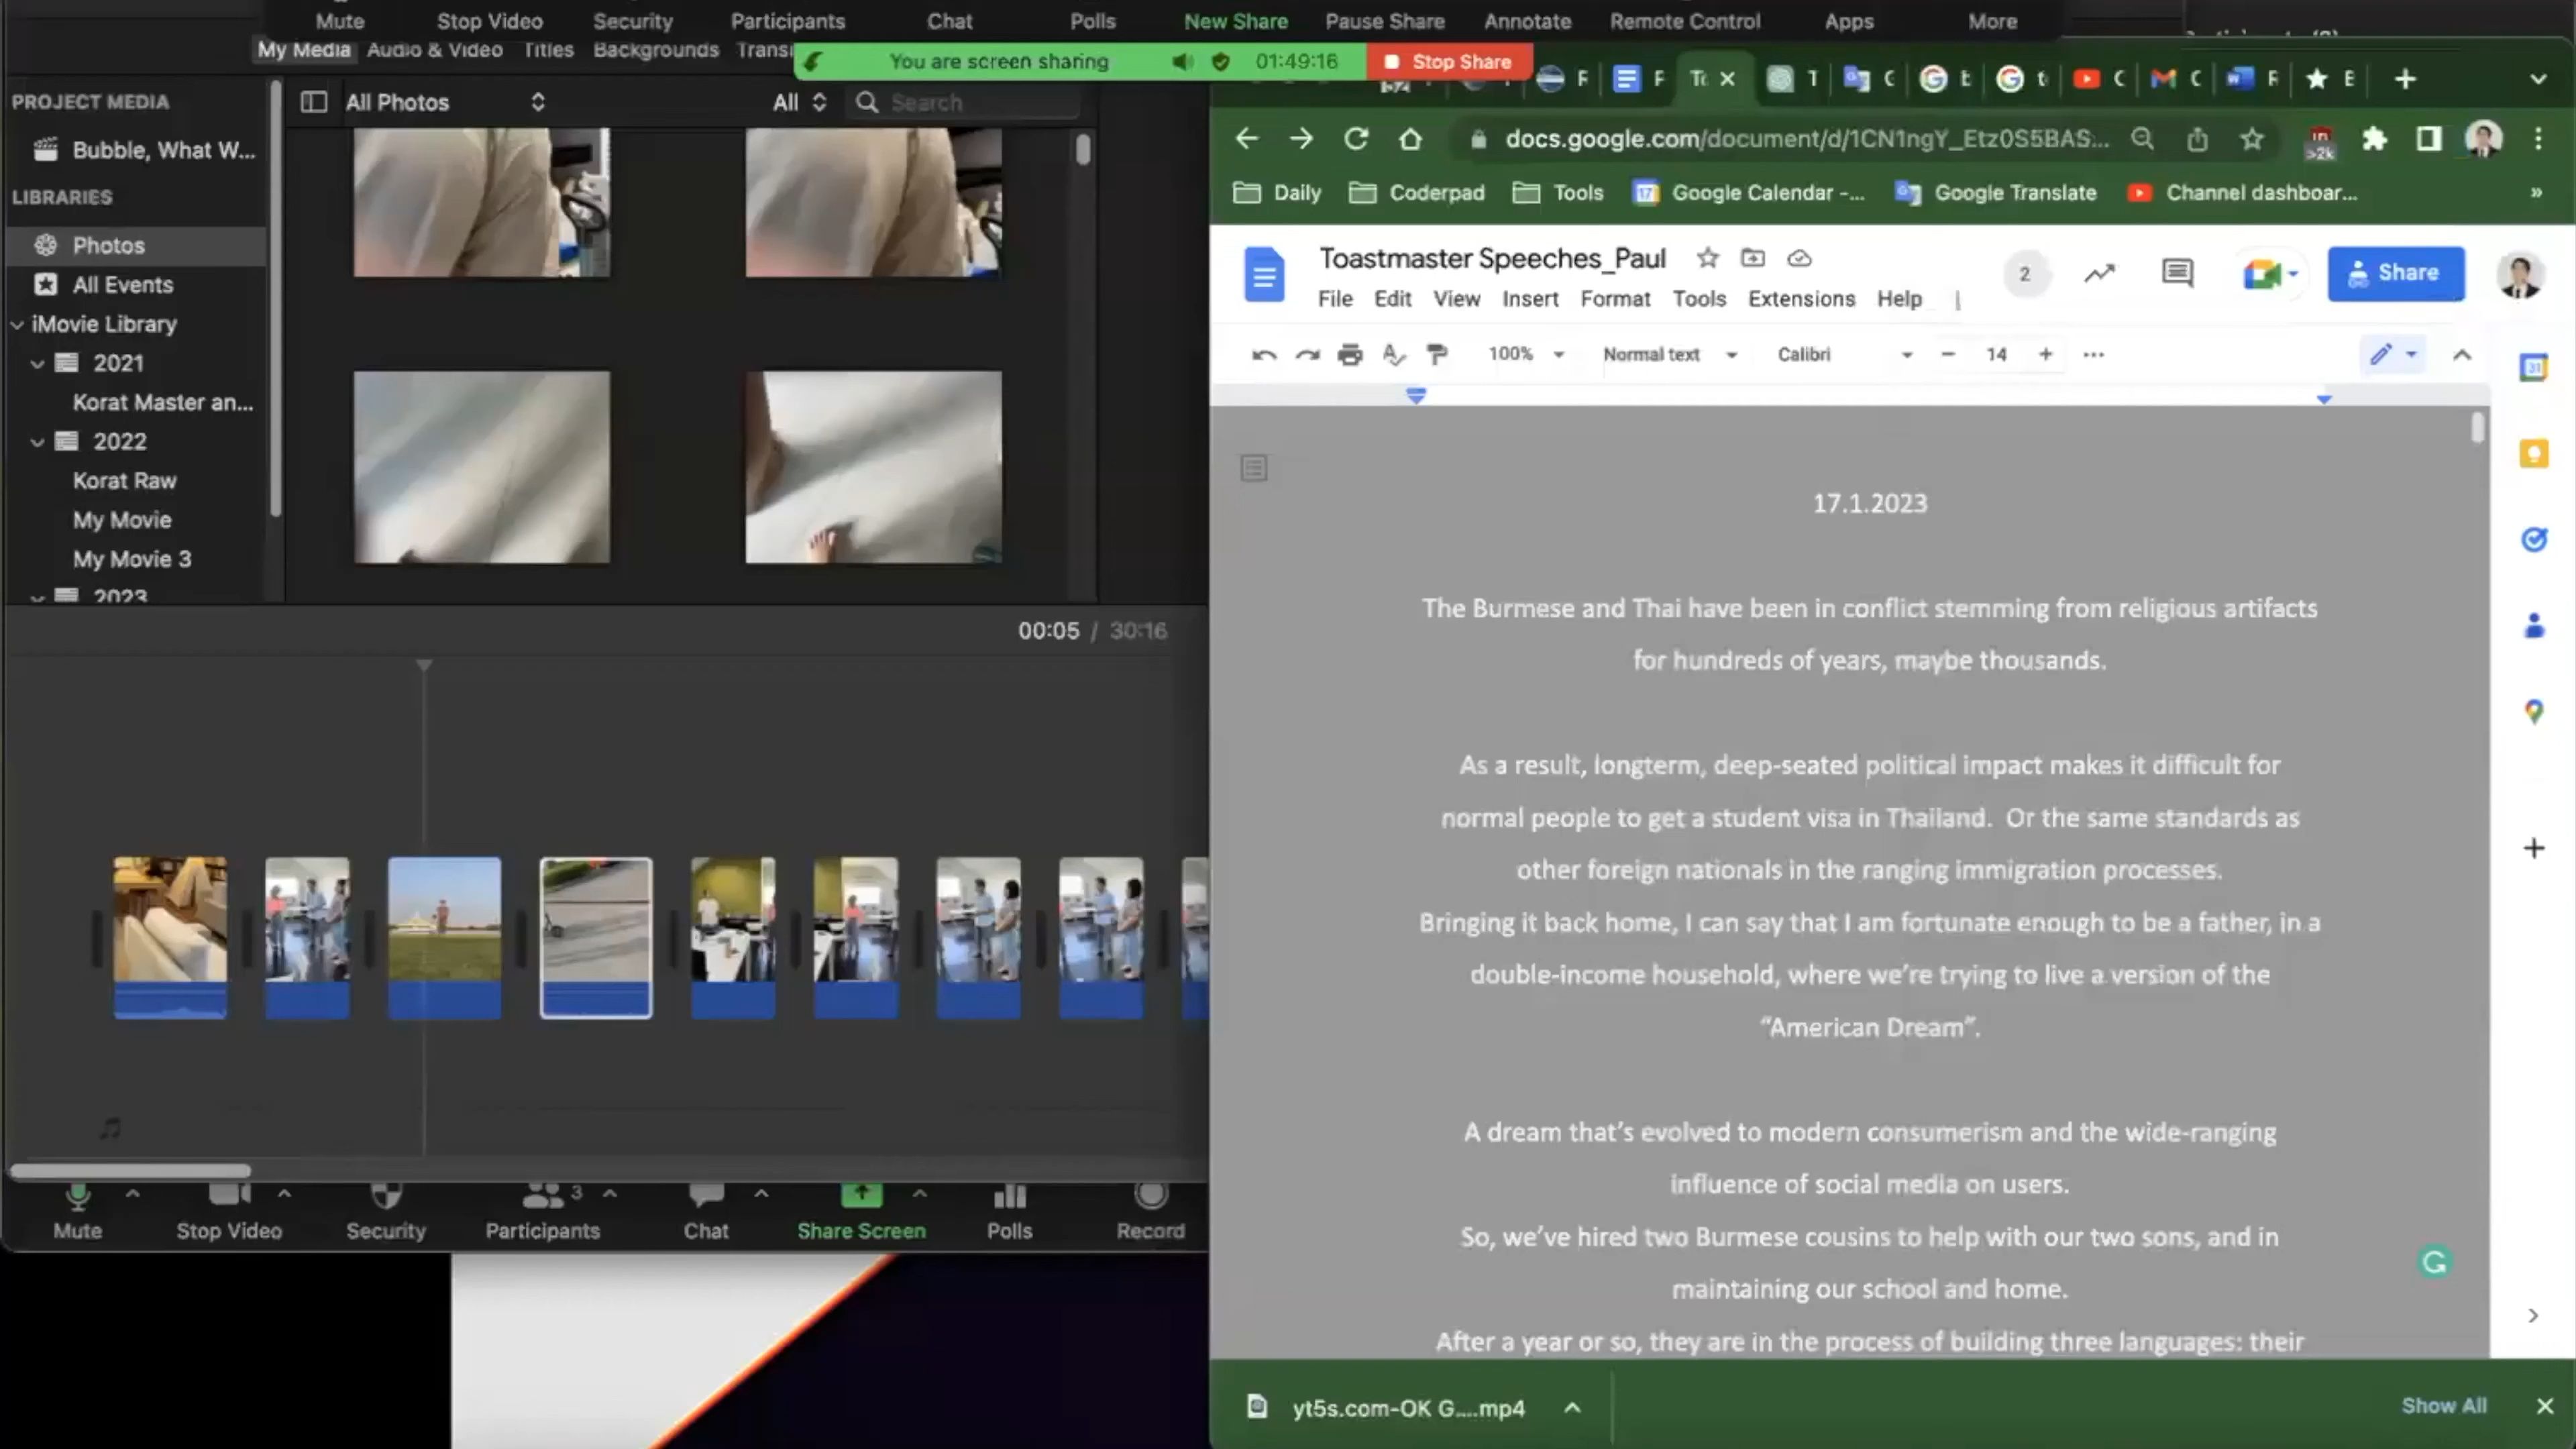 Mute Stop Video Security Participants Chat Polls New Share Pause Share Annotate Remote Control Apps More
My Media Audio & Video Titles Backgrounds
You are screen sharing 01:49:16 Stop Share
PROJECT MEDIA
Bubble, What W...
LIBRARIES
Photos
All Events
iMovie Library
2021
Korat Master an...
2022
Korat Raw
My Movie
My Movie 3
2023
All Photos All Search
00:05 / 30:16
Mute Stop Video Security Participants 3 Chat Share Screen Polls Record
docs.google.com/document/d/1CN1ngY_Etz0S5BAS...
>2k
Daily Coderpad Tools 17 Google Calendar -... Google Translate Channel dashboar... »
Toastmaster Speeches_Paul
2 Share
File Edit View Insert Format Tools Extensions Help
100% Normal text Calibri 14
31
17.1.2023
The Burmese and Thai have been in conflict stemming from religious artifacts
for hundreds of years, maybe thousands.
As a result, longterm, deep-seated political impact makes it difficult for
normal people to get a student visa in Thailand. Or the same standards as
other foreign nationals in the ranging immigration processes.
Bringing it back home, I can say that I am fortunate enough to be a father, in a
double-income household, where we’re trying to live a version of the
“American Dream”.
A dream that’s evolved to modern consumerism and the wide-ranging
influence of social media on users.
So, we’ve hired two Burmese cousins to help with our two sons, and in
maintaining our school and home.
After a year or so, they are in the process of building three languages: their
yt5s.com-OK G....mp4
Show All